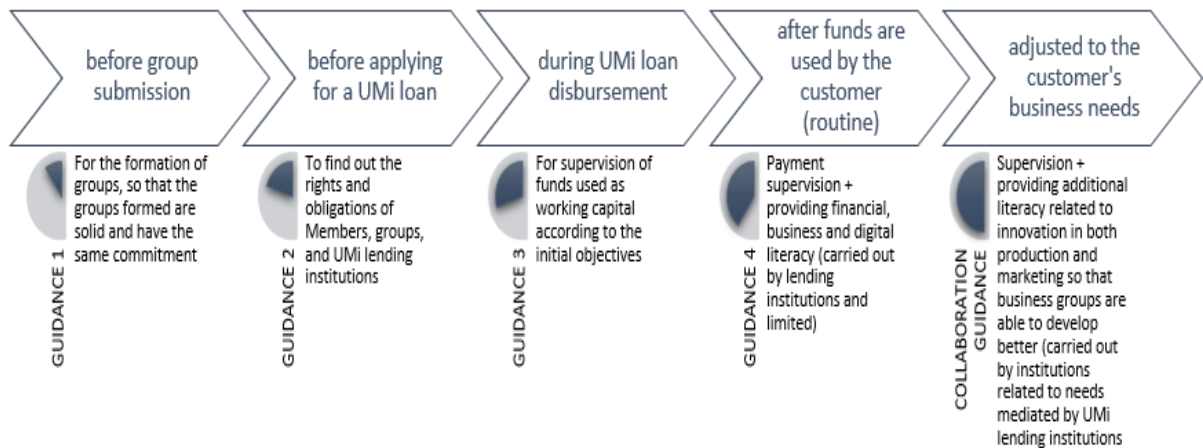 before group
submission
before applying
for a UMi loan
during UMi loan
disbursement
after funds are
used by the
customer
(routine)
adjusted to the
customer's
business needs
GUIDANCE 1
For the formation of
groups, so that the
groups formed are
solid and have the
same commitment
GUIDANCE 2
To find out the
rights and
obligations of
Members, groups,
and UMi lending
institutions
GUIDANCE 3
For supervision of
funds used as
working capital
according to the
initial objectives
GUIDANCE 4
Payment
supervision +
providing financial,
business and digital
literacy (carried out
by lending
institutions and
limited)
COLLABORATION
GUIDANCE
Supervision +
providing additional
literacy related to
innovation in both
production and
marketing so that
business groups are
able to develop
better (carried out
by institutions
related to needs
mediated by UMi
lending institutions